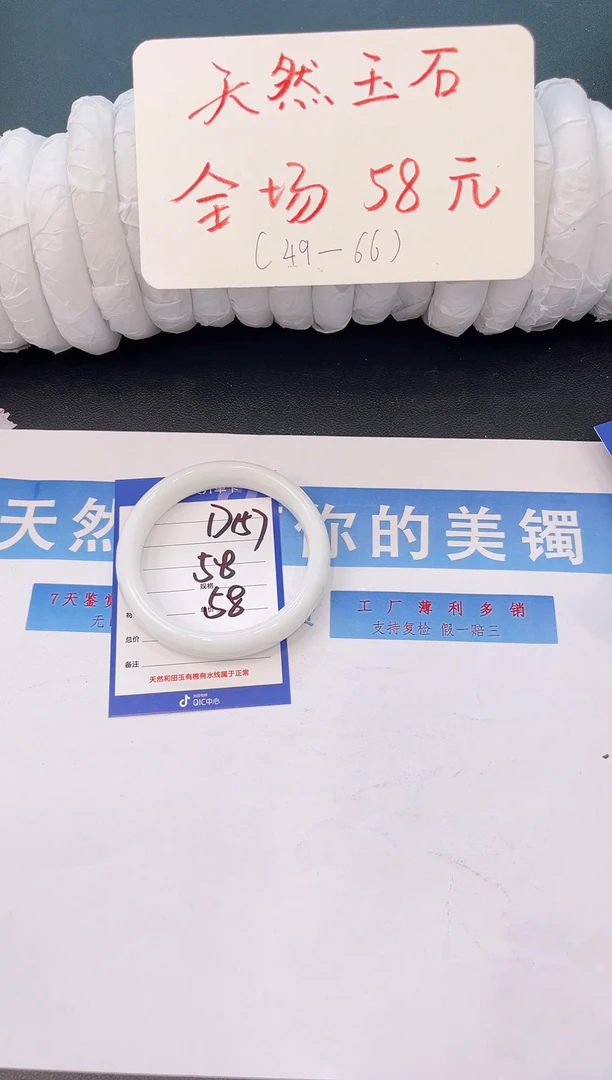 天然玉石
全场 58元
(49-66)
天然 你的美镯
7天鉴赏 工厂薄利多销
支持复检 假一赔三
58
规格
58
总价
备注
天然和田玉有棉有水线属于正常
QIC中心